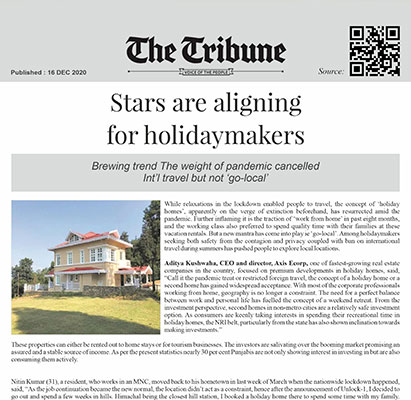 The Tribune
VOICE OF THE PEOPLE
Published : 16 DEC 2020
Source:
Stars are aligning
for holidaymakers
Brewing trend The weight of pandemic cancelled
Int'l travel but not 'go-local'
While relaxations in the lockdown enabled people to travel, the concept of 'holiday
homes', apparently on the verge of extinction beforehand, has resurrected amid the
pandemic. Further inflaming it is the traction of 'work from home' in past eight months,
and the working class also preferred to spend quality time with their families at these
vacation rentals. But a new mantra has come into play ie 'go-local'. Among holidaymakers
seeking both safety from the contagion and privacy coupled with ban on international
travel during summers has pushed people to explore local locations.
Aditya Kushwaha, CEO and director, Axis Ecorp, one of fastest-growing real estate
companies in the country, focused on premium developments in holiday homes, said,
"Call it the pandemic trust or restricted foreign travel, the concept of a holiday home or a
second home has gained widespread acceptance. With most of the corporate professionals
working from home, geography is no longer a constraint. The need for a perfect balance
between work and personal life has fuelled the concept of a weekend retreat. From the
investment perspective, second homes in non-metro cities are a relatively safe investment
option. As consumers are keenly taking interest in spending their recreational time in
holiday homes, the NRI belt, particularly from the state has also shown inclination towards
making investments."
These properties can either be rented out to home stays or for tourism businesses. The investors are salivating over the booming market promising an
assured and a stable source of income. As per the present statistics nearly 30 per cent Punjabis are not only showing interest in investing but are also
consuming them actively.
Nitin Kumar (31), a resident, who works in an MNC, moved back to his hometown in last week of March when the nationwide lockdown happened,
said, "As the job continuation became the new normal, the location didn't act as a constraint, hence after the announcement of Unlock-1, I decided to
go out and spend a few weeks in hills. Himachal being the closest hill station, I booked a holiday home there to spend some time with my family.